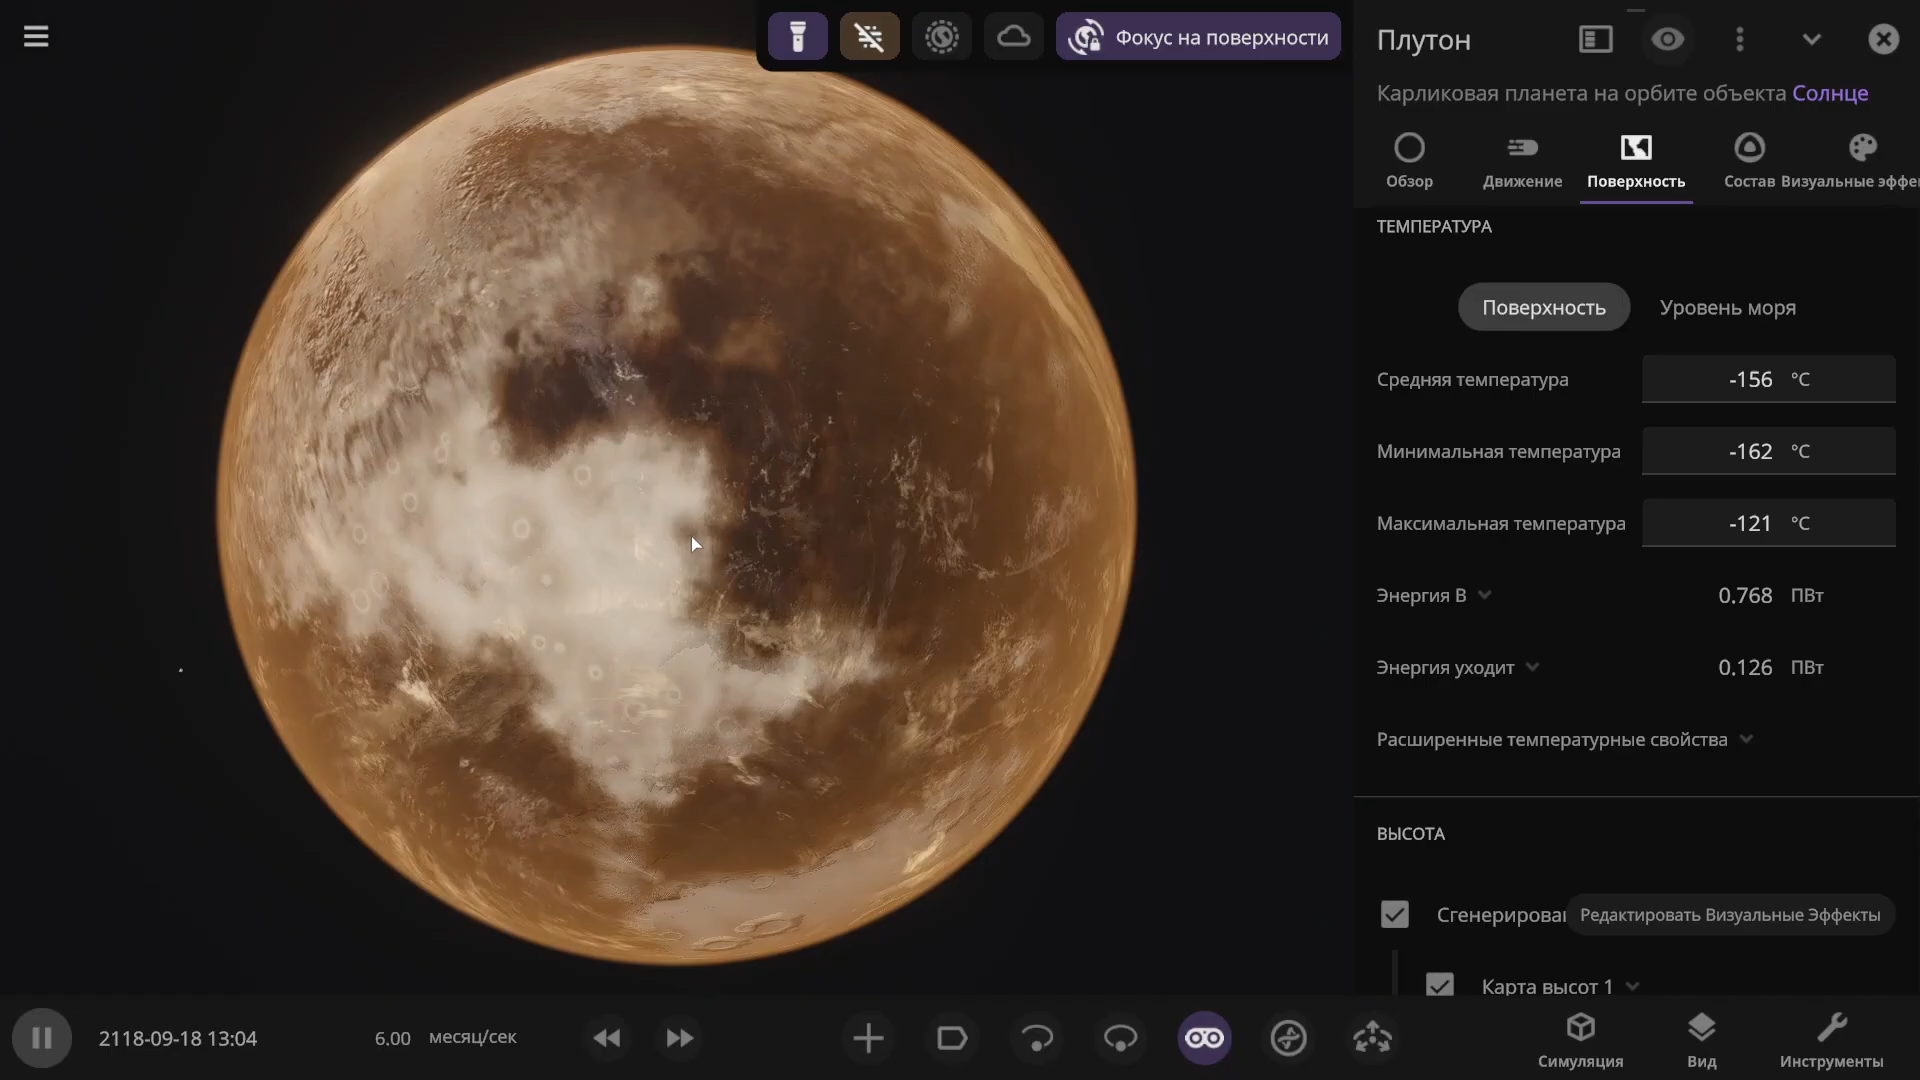 Фокус на поверхности
Плутон
Карликовая планета на орбите объекта Солнце
Обзор
Движение
Поверхность
Состав
Визуальные эффе
ТЕМПЕРАТУРА
Поверхность
Уровень моря
Средняя температура
-156 °C
Минимальная температура
-162 °C
Максимальная температура
-121 °C
Энергия В
0.768 ПВт
Энергия уходит
0.126 ПВт
Расширенные температурные свойства
ВЫСОТА
Сгенерирова
Редактировать Визуальные Эффекты
Карта высот 1
2118-09-18 13:04
6.00 месяц/сек
Симуляция
Вид
Инструменты